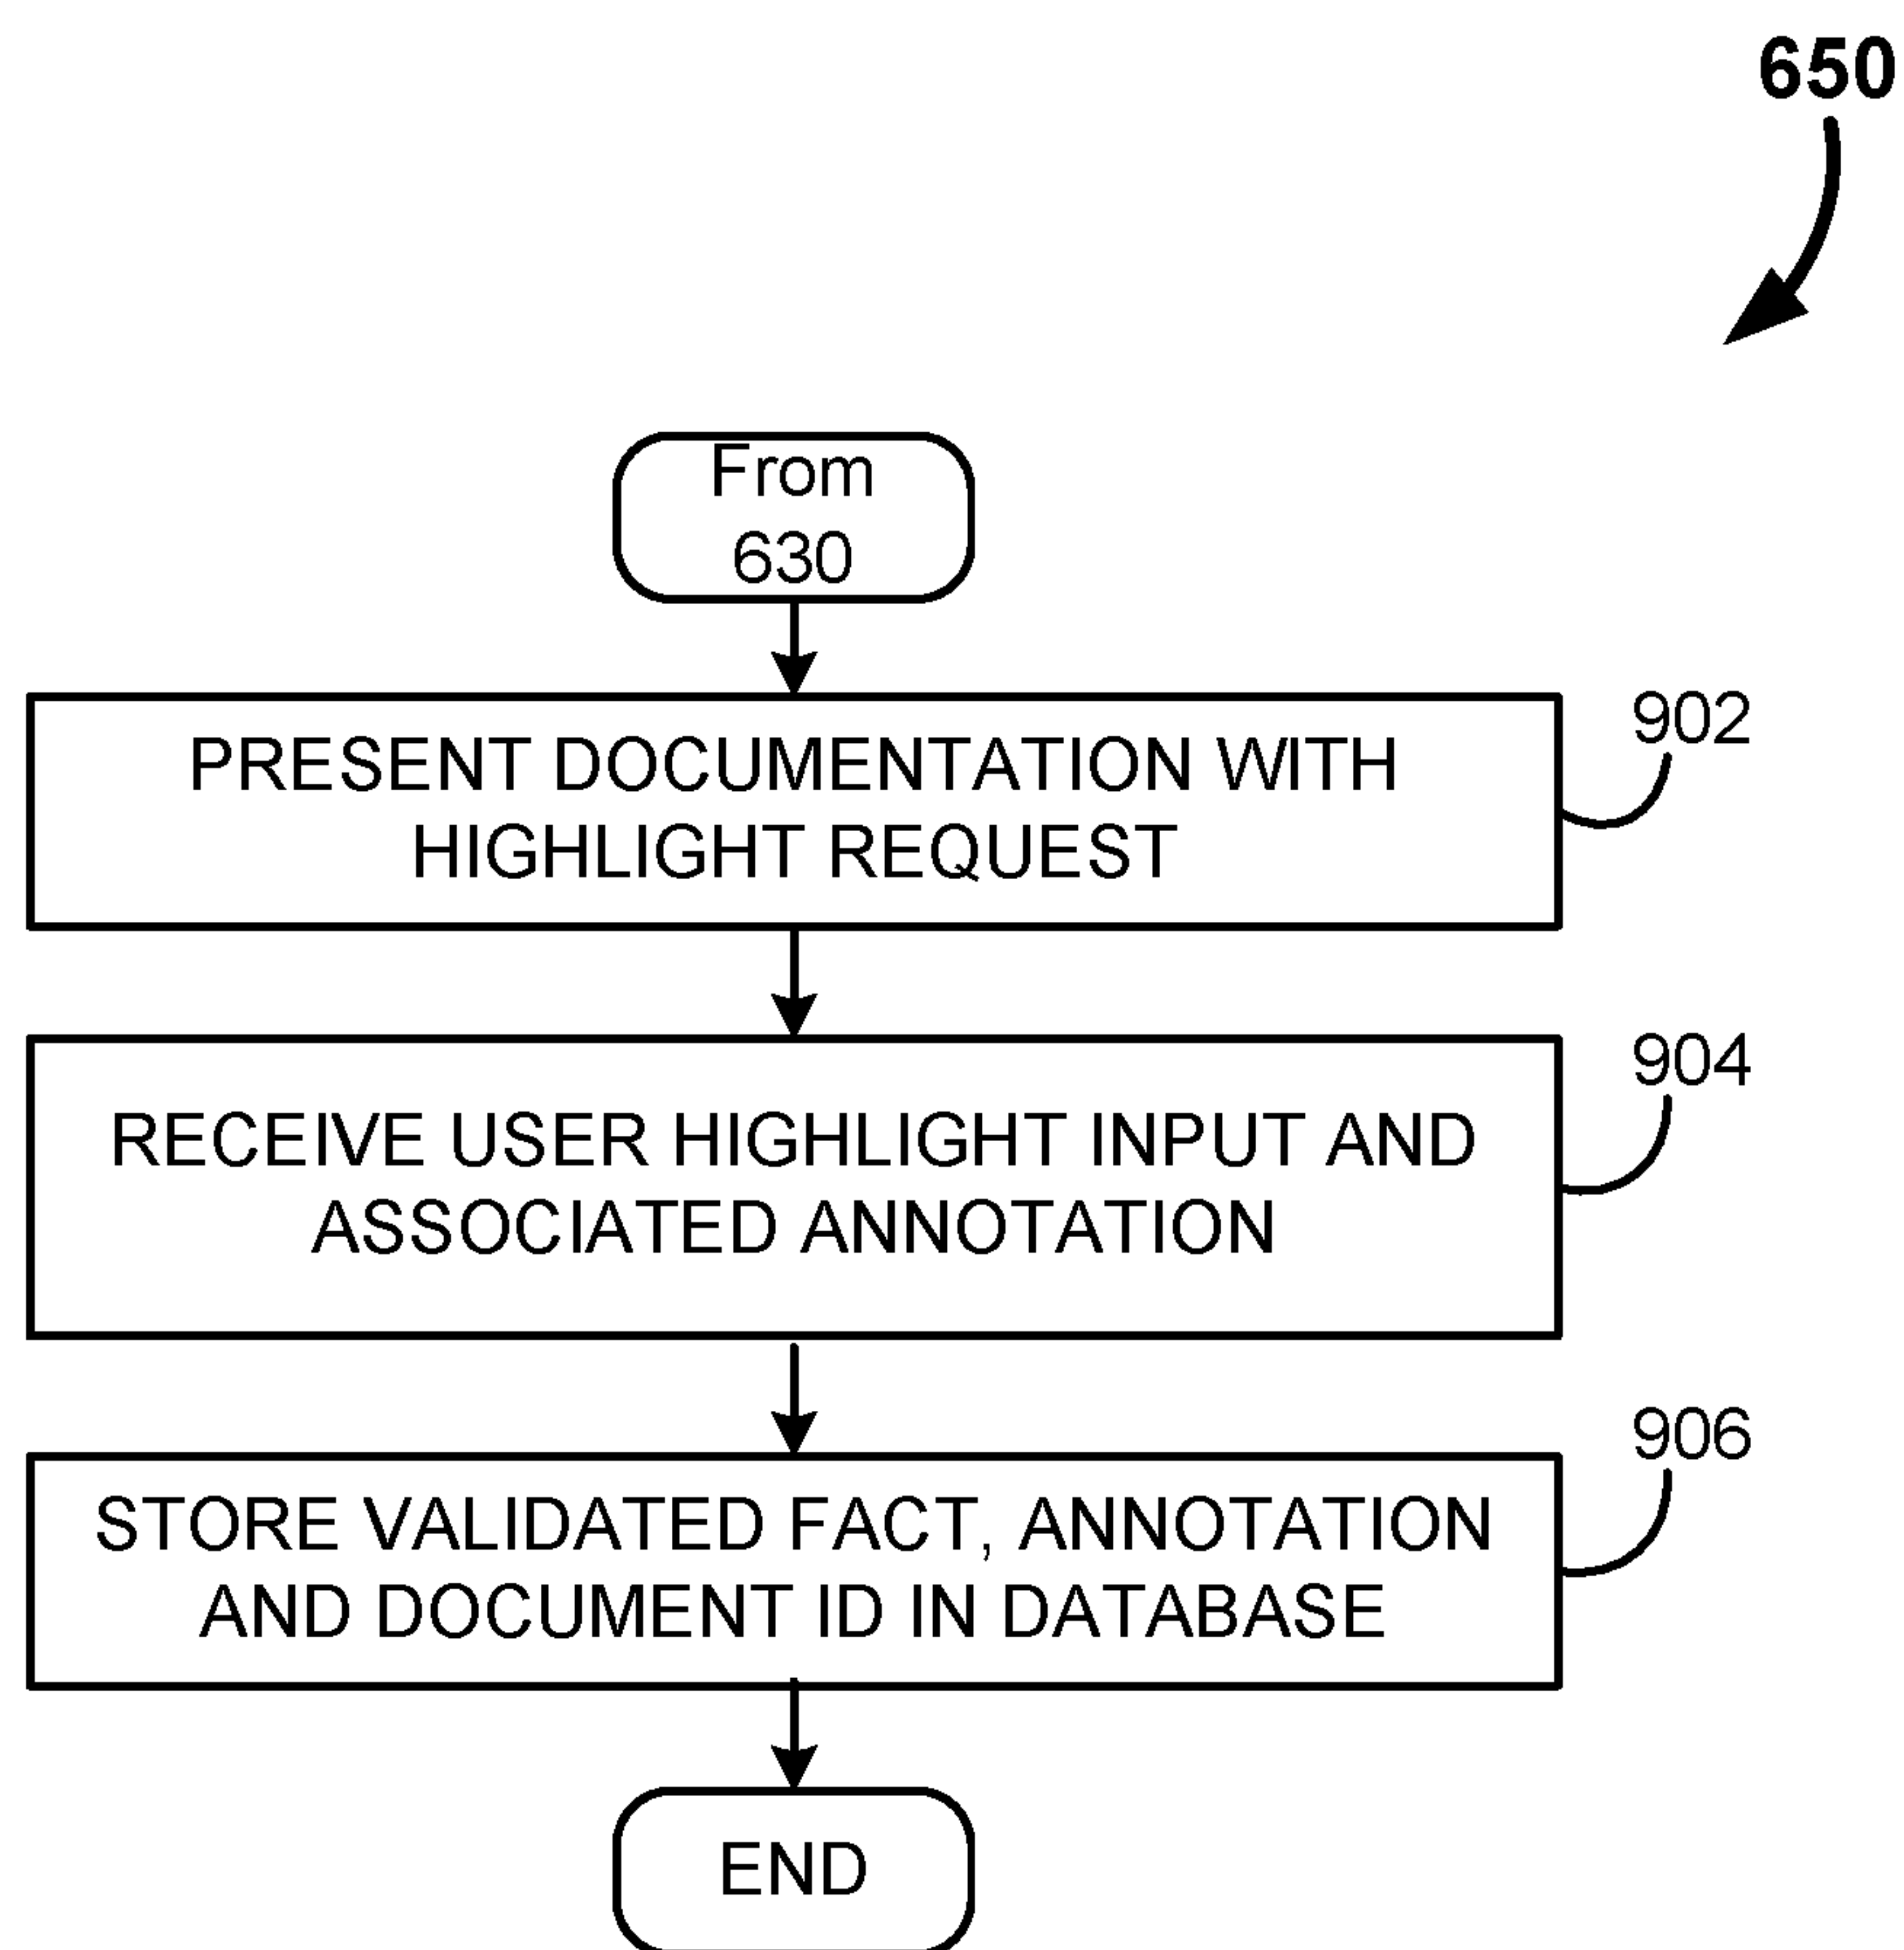 650
From
630
PRESENT DOCUMENTATION WITH
HIGHLIGHT REQUEST
902
RECEIVE USER HIGHLIGHT INPUT AND
ASSOCIATED ANNOTATION
904
STORE VALIDATED FACT, ANNOTATION
AND DOCUMENT ID IN DATABASE
906
END